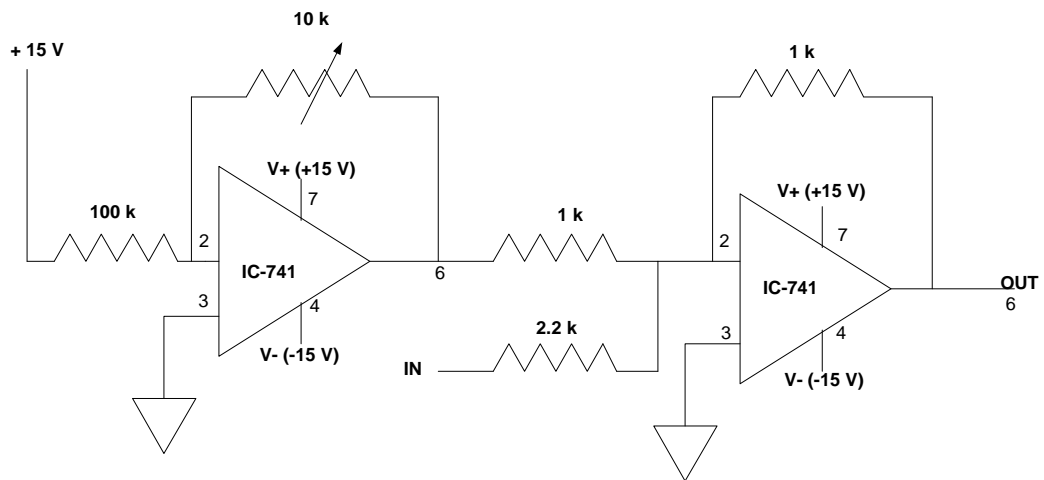 10 k
+ 15 V
1 k
V+ (+15 V)
7
V+ (+15 V)
7
100 k
2
1 k
2
IC-741
6
IC-741
OUT
6
3
4
2.2 k
3
4
V- (-15 V)
IN
V- (-15 V)